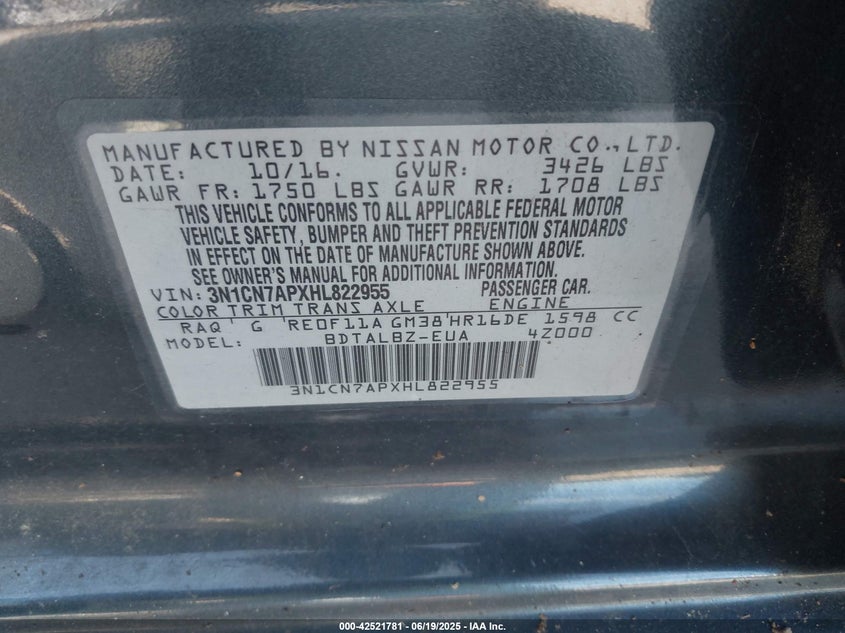 MANUFACTURED BY NISSAN MOTOR CO.,LTD.
DATE: 10/16. GVWR: 3426 LBS
GAWR FR: 1750 LBS GAWR RR: 1708 LBS
THIS VEHICLE CONFORMS TO ALL APPLICABLE FEDERAL MOTOR
VEHICLE SAFETY, BUMPER AND THEFT PREVENTION STANDARDS
IN EFFECT ON THE DATE OF MANUFACTURE SHOWN ABOVE.
SEE OWNER'S MANUAL FOR ADDITIONAL INFORMATION.
VIN: 3N1CN7APXHL822955 PASSENGER CAR.
COLOR TRIM TRANS AXLE ENGINE
RAQ G RE0F11A GM38 HR16DE 1598 CC
MODEL: BDTALBZ-EUA 4Z000
3N1CN7APXHL822955
000-42521781 - 06/19/2025 - IAA Inc.